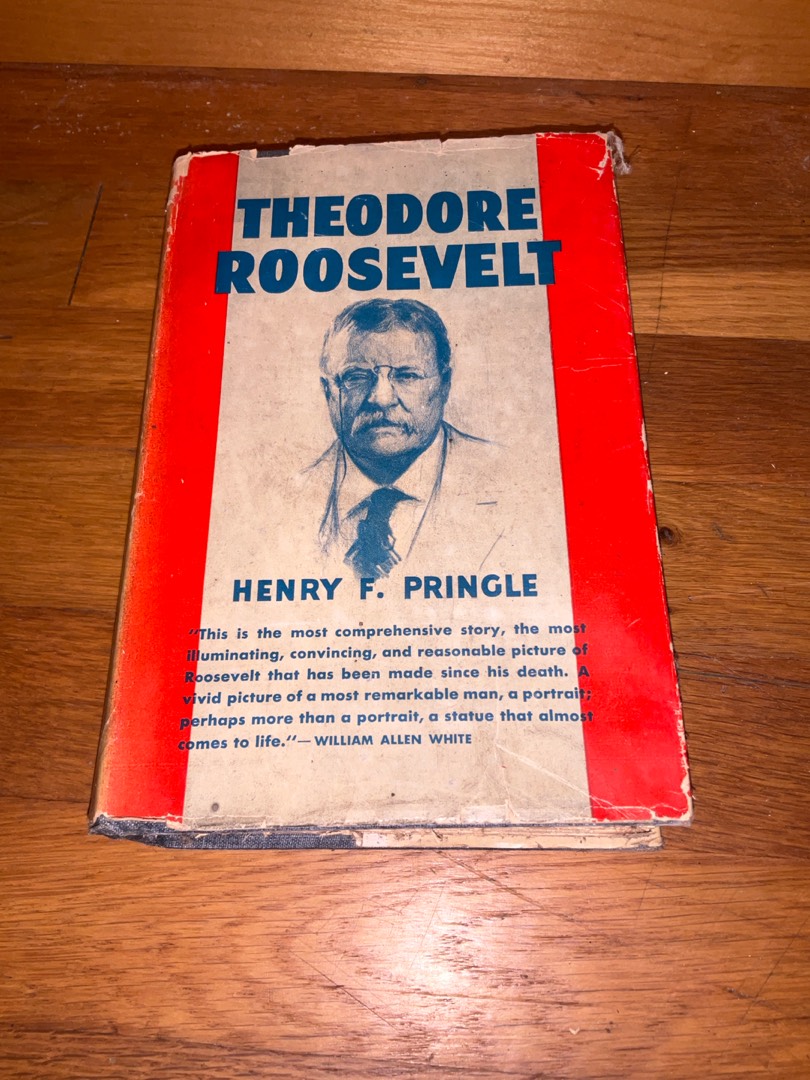 THEODORE
ROOSEVELT
HENRY F. PRINGLE
"This is the most comprehensive story, the most
illuminating, convincing, and reasonable picture of
Roosevelt that has been made since his death. A
vivid picture of a most remarkable man, a portrait;
perhaps more than a portrait, a statue that almost
comes to life."—WILLIAM ALLEN WHITE